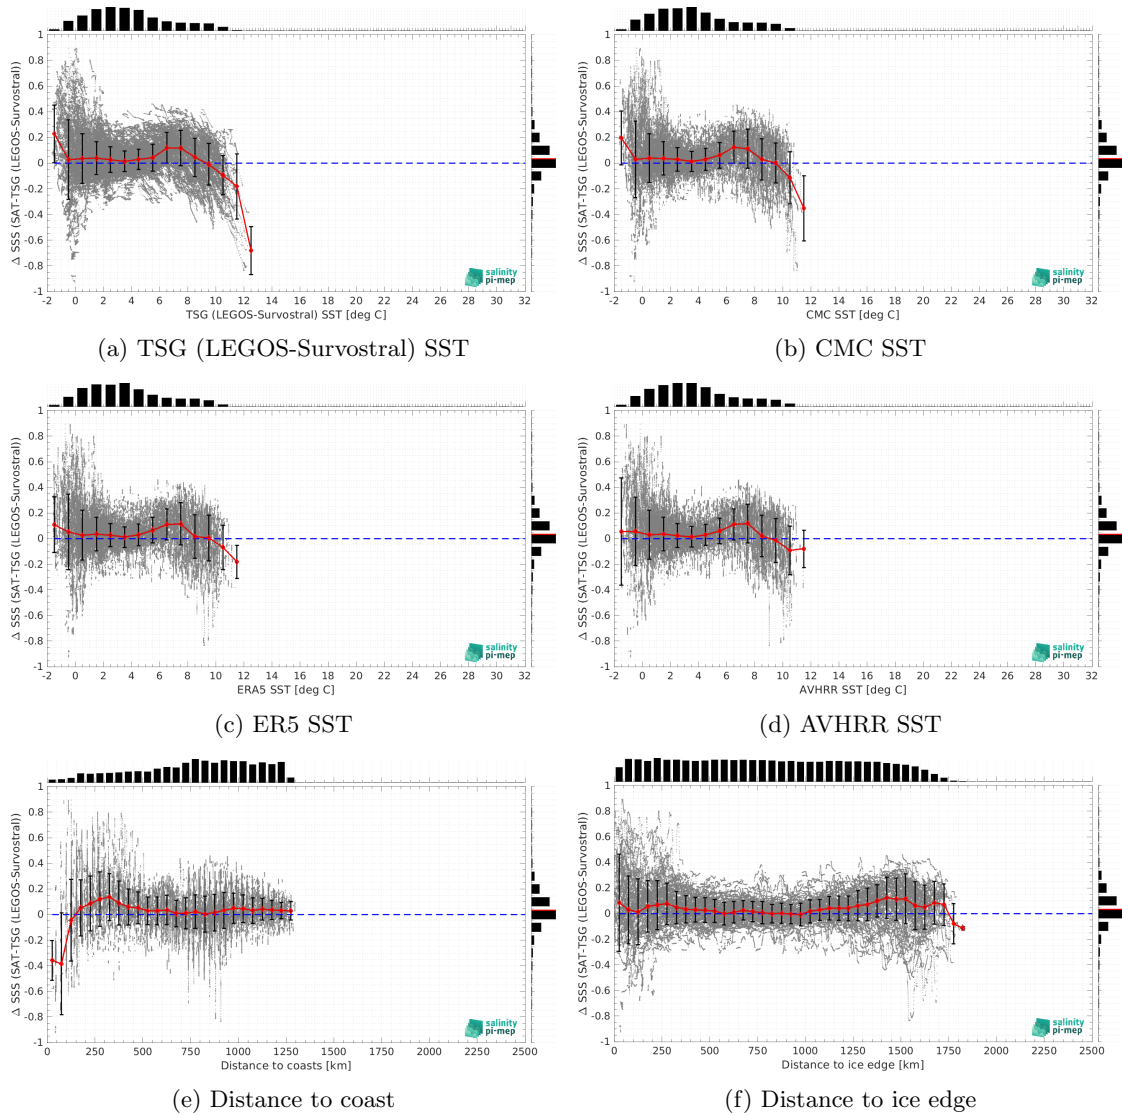 1
0.8
0.6
0.4
0.2
0
-0.2
-0.4
-0.6
-0.8
-1
Δ SSS (SAT-TSG (LEGOS-Survostral))
-2 0 2 4 6 8 10 12 14 16 18 20 22 24 26 28 30 32
TSG (LEGOS-Survostral) SST [deg C]
salinity
pi-mep
(a) TSG (LEGOS-Survostral) SST
1
0.8
0.6
0.4
0.2
0
-0.2
-0.4
-0.6
-0.8
-1
Δ SSS (SAT-TSG (LEGOS-Survostral))
-2 0 2 4 6 8 10 12 14 16 18 20 22 24 26 28 30 32
CMC SST [deg C]
salinity
pi-mep
(b) CMC SST
1
0.8
0.6
0.4
0.2
0
-0.2
-0.4
-0.6
-0.8
-1
Δ SSS (SAT-TSG (LEGOS-Survostral))
-2 0 2 4 6 8 10 12 14 16 18 20 22 24 26 28 30 32
ERA5 SST [deg C]
salinity
pi-mep
(c) ER5 SST
1
0.8
0.6
0.4
0.2
0
-0.2
-0.4
-0.6
-0.8
-1
Δ SSS (SAT-TSG (LEGOS-Survostral))
-2 0 2 4 6 8 10 12 14 16 18 20 22 24 26 28 30 32
AVHRR SST [deg C]
salinity
pi-mep
(d) AVHRR SST
1
0.8
0.6
0.4
0.2
0
-0.2
-0.4
-0.6
-0.8
-1
Δ SSS (SAT-TSG (LEGOS-Survostral))
0 250 500 750 1000 1250 1500 1750 2000 2250 2500
Distance to coasts [km]
salinity
pi-mep
(e) Distance to coast
1
0.8
0.6
0.4
0.2
0
-0.2
-0.4
-0.6
-0.8
-1
Δ SSS (SAT-TSG (LEGOS-Survostral))
0 250 500 750 1000 1250 1500 1750 2000 2250 2500
Distance to ice edge [km]
salinity
pi-mep
(f) Distance to ice edge